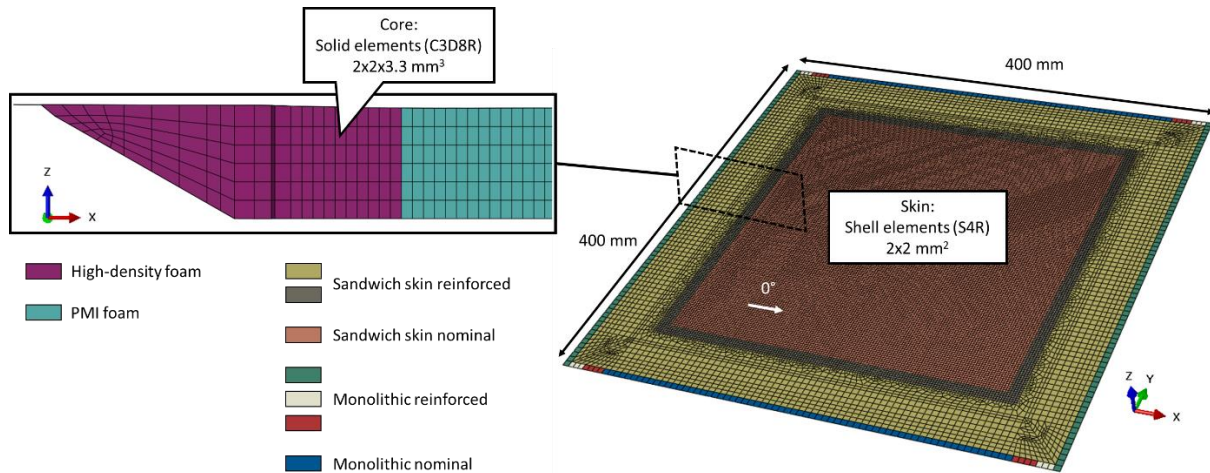 Core:
Solid elements (C3D8R)
2x2x3.3 mm³
400 mm
Z
X
Skin:
Shell elements (S4R)
2x2 mm²
400 mm
High-density foam
Sandwich skin reinforced
PMI foam
0°
Sandwich skin nominal
Monolithic reinforced
Z
Y
X
Monolithic nominal